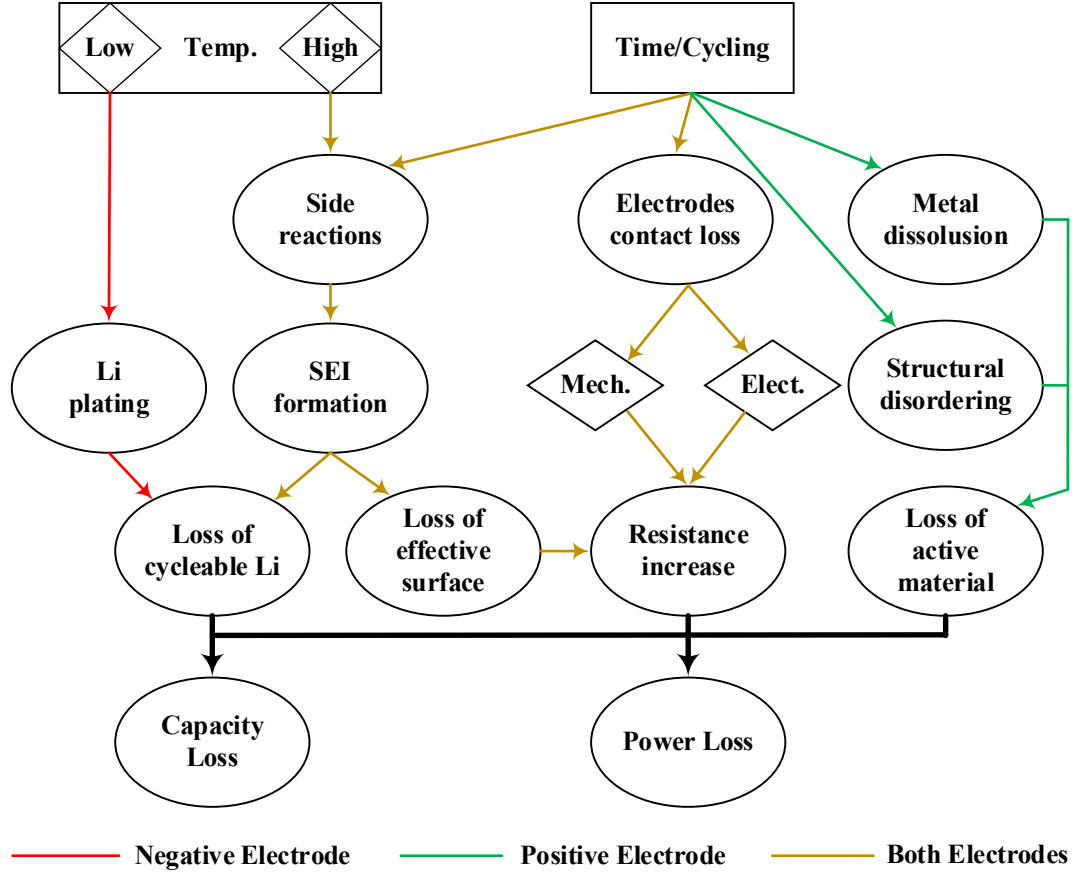 Low Temp. High Time/Cycling
Side
reactions
Electrodes
contact loss
Metal
dissolusion
Li
plating
SEI
formation
Mech.
Elect.
Structural
disordering
Loss of
cycleable Li
Loss of
effective
surface
Resistance
increase
Loss of
active
material
Capacity
Loss
Power Loss
Negative Electrode Positive Electrode Both Electrodes